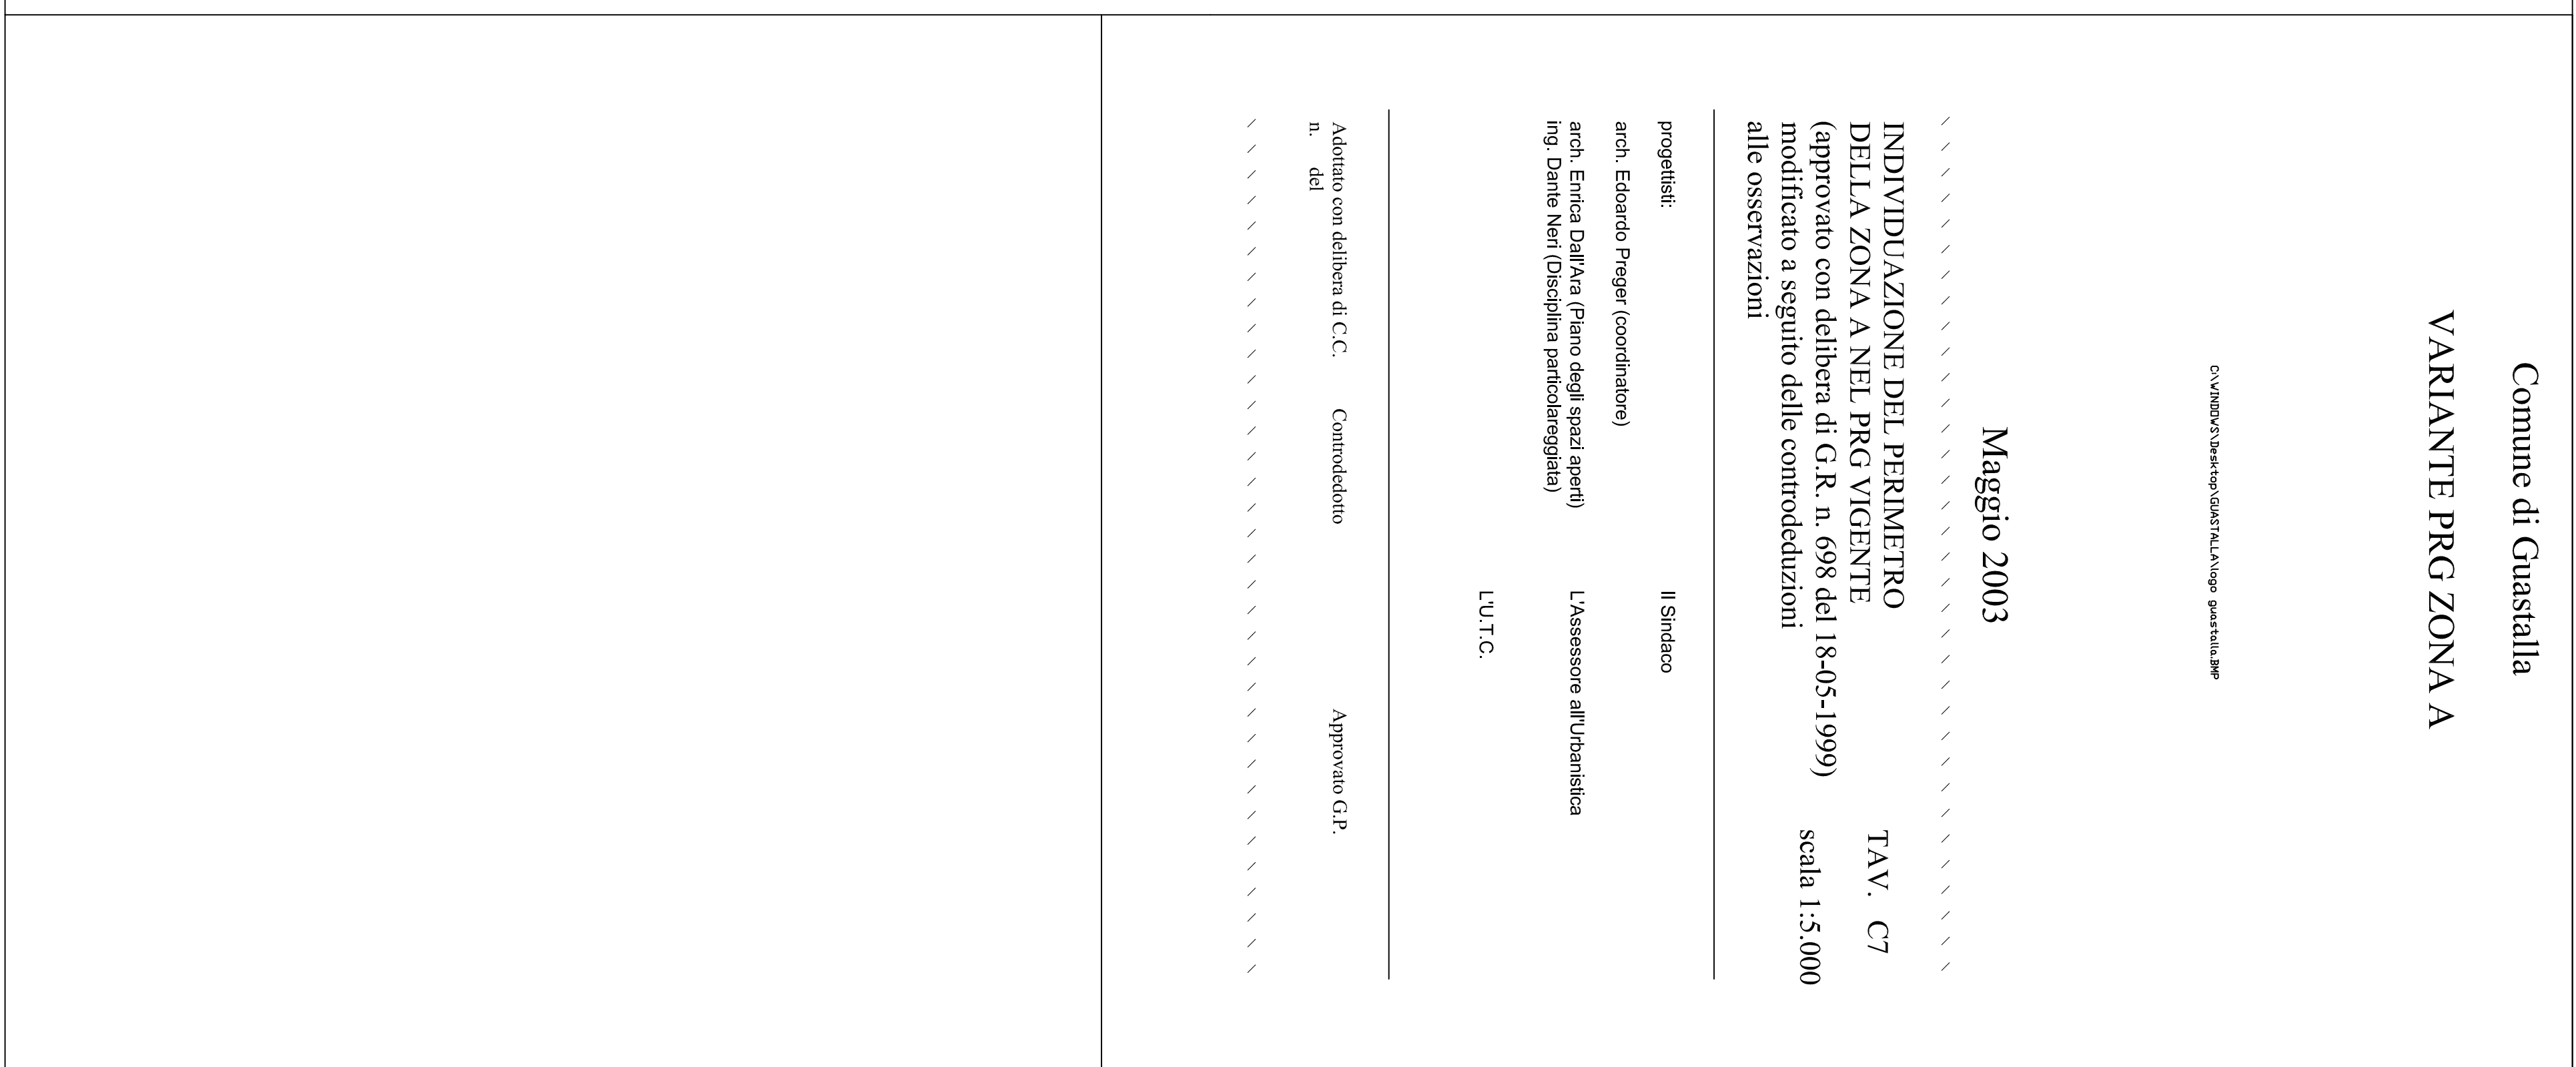 Comune di Guastalla
VARIANTE PRG ZONA A
C:\WINDOWS\Desktop\GUASTALLA\logo guastalla.BMP
Maggio 2003
INDIVIDUAZIONE DEL PERIMETRO
DELLA ZONA A NEL PRG VIGENTE
(approvato con delibera di G.R. n. 698 del 18-05-1999)
modificato a seguito delle controdeduzioni
alle osservazioni
TAV. C7
scala 1:5.000
progettisti:
arch. Edoardo Preger (coordinatore)
arch. Enrica Dall'Ara (Piano degli spazi aperti)
ing. Dante Neri (Disciplina particolareggiata)
Il Sindaco
L'Assessore all'Urbanistica
L'U.T.C.
Adottato con delibera di C.C.
n. del
Controdedotto
Approvato G.P.